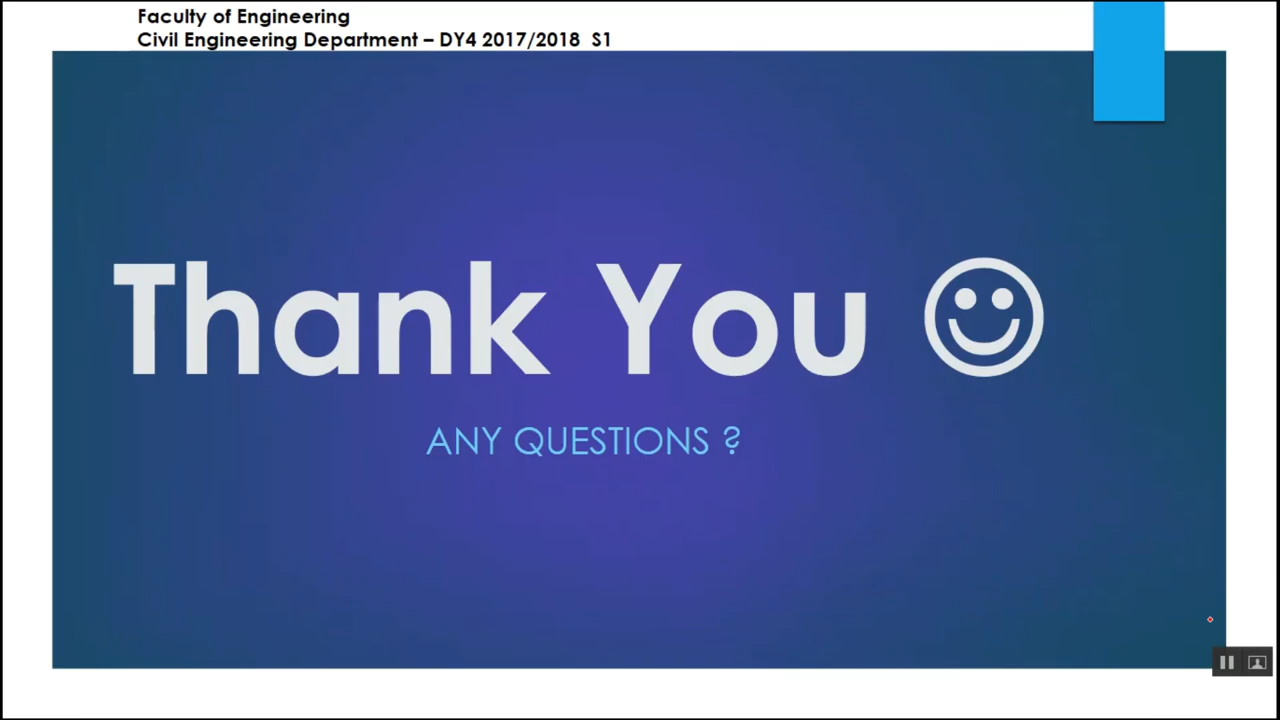 Faculty of Engineering
Civil Engineering Department – DY4 2017/2018 S1
Thank You ☺
ANY QUESTIONS ?